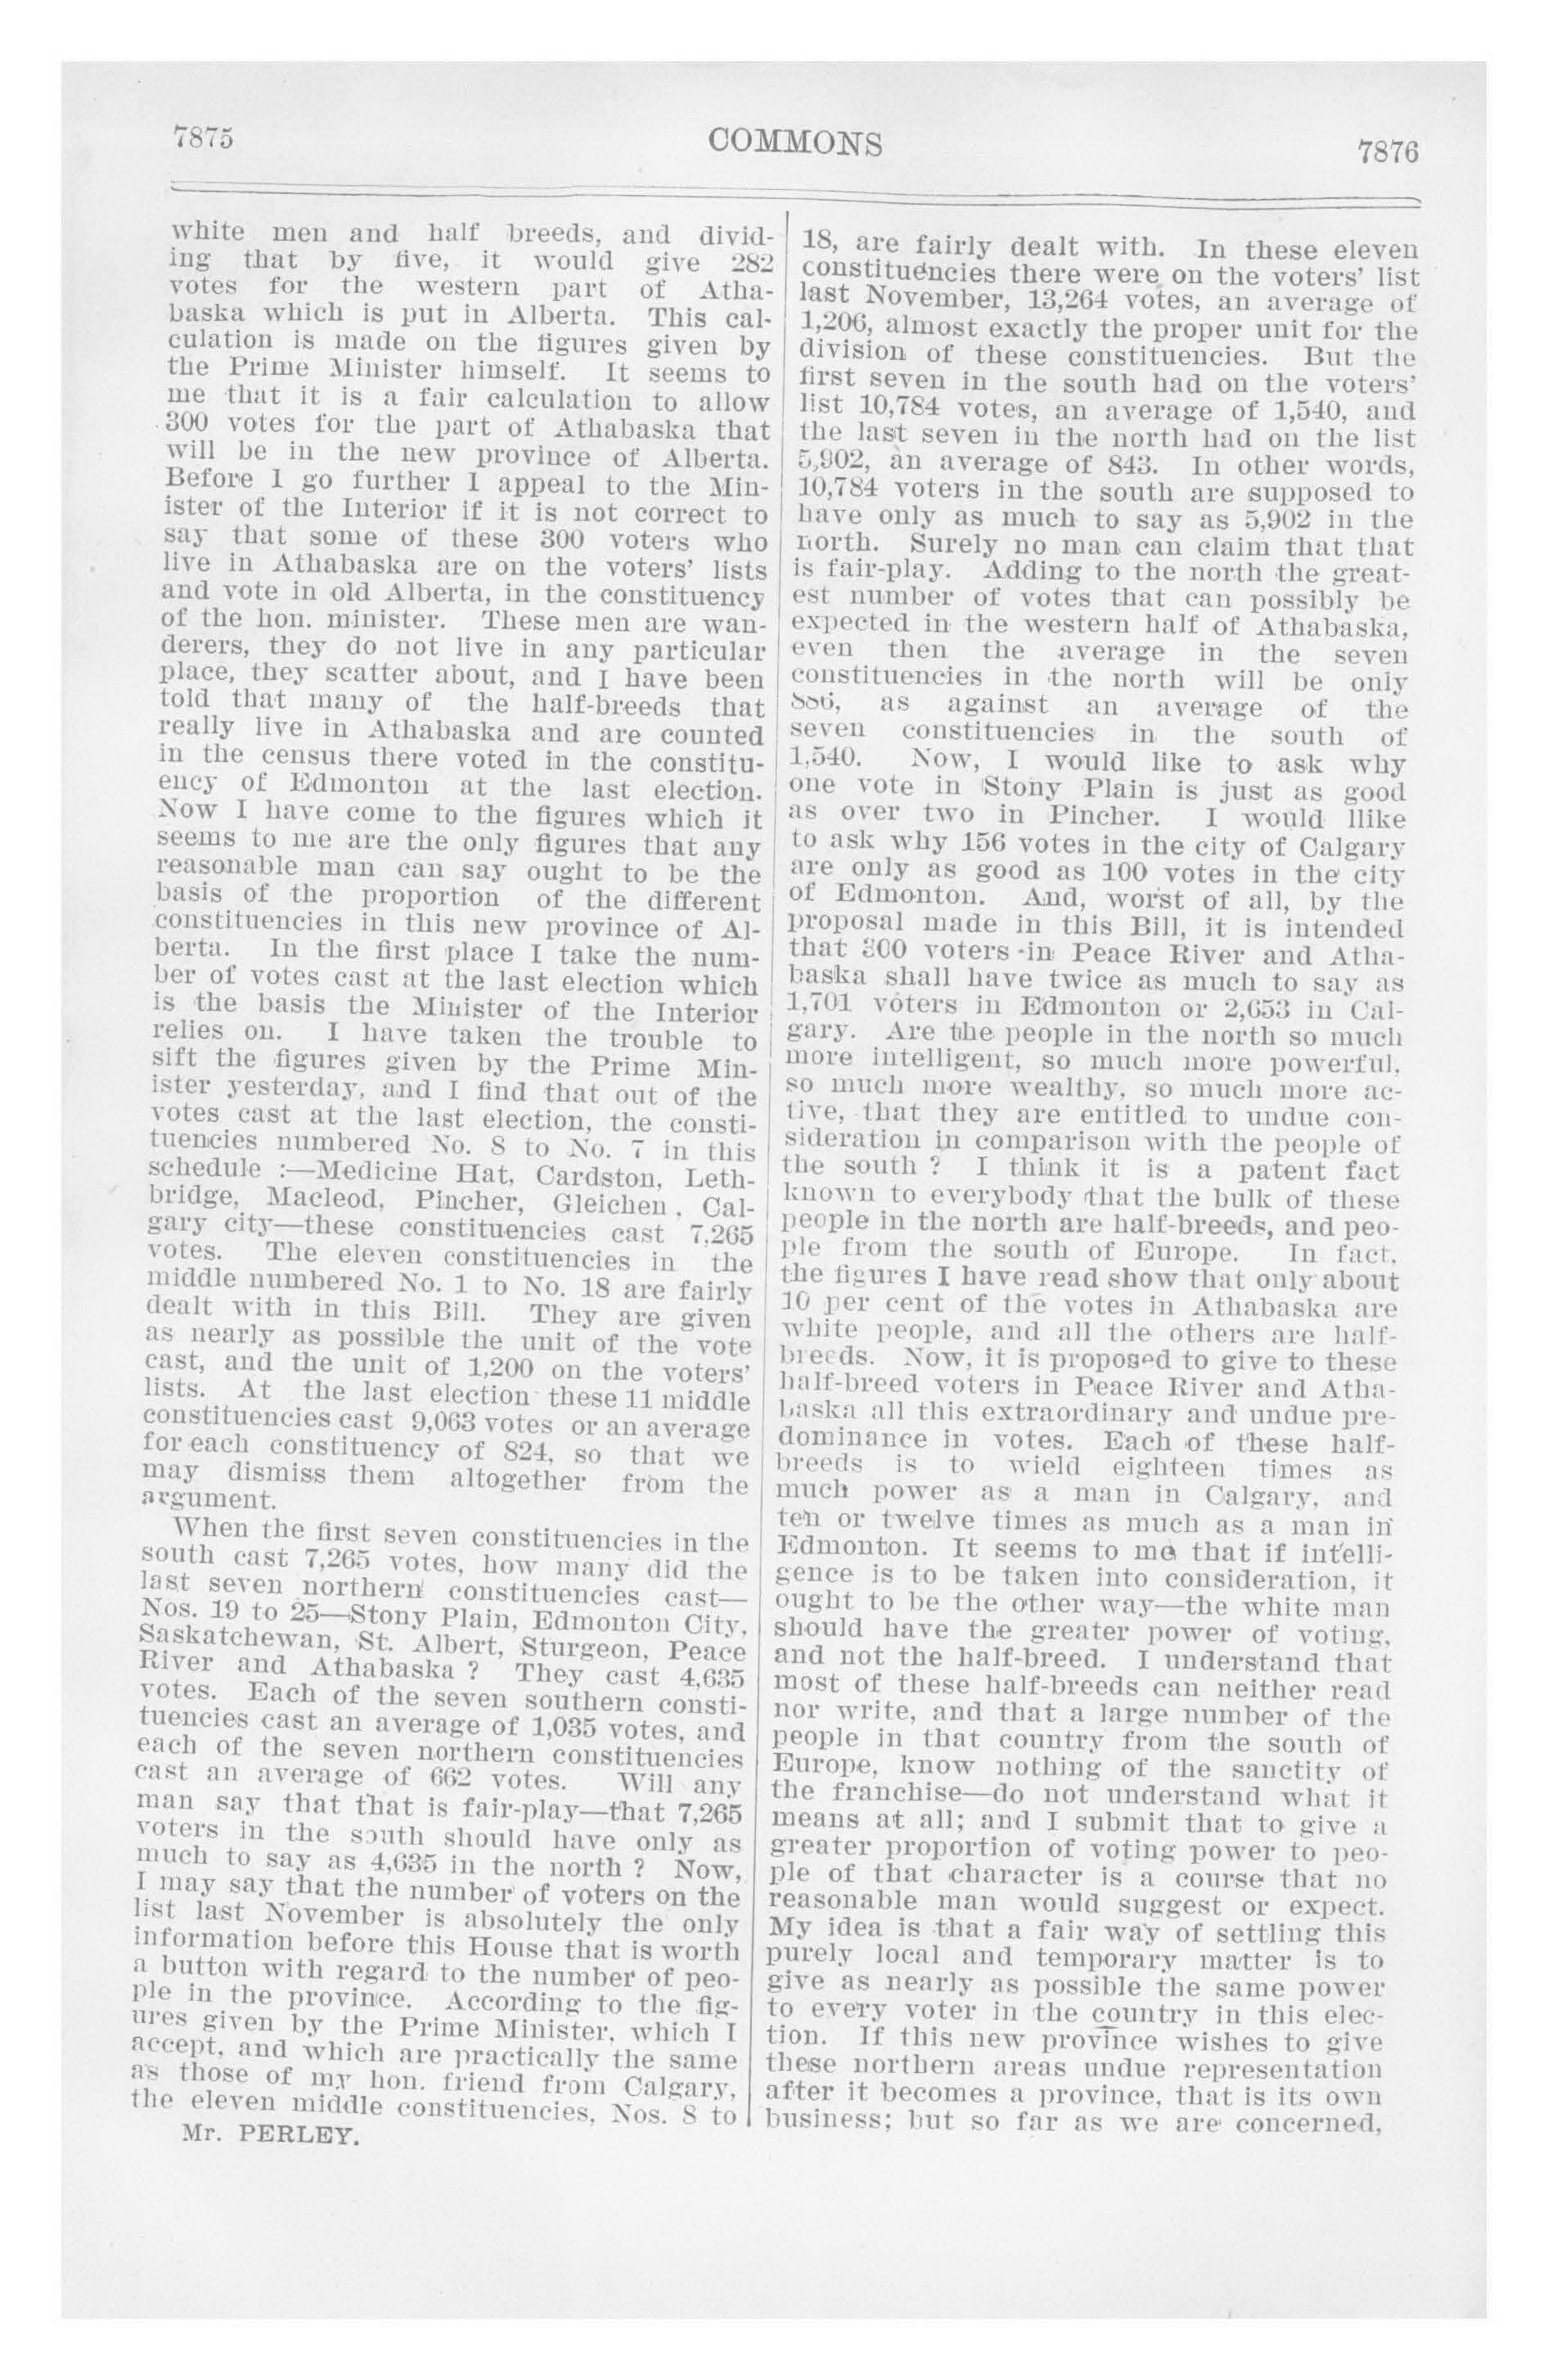 7875
COMMONS
7876
white men and half breeds, and divid-
ing that by five, it would give 282
votes for the western part of Atha-
baska which is put in Alberta. This cal-
culation is made on the figures given by
the Prime Minister himself. It seems to
me that it is a fair calculation to allow
300 votes for the part of Athabaska that
will be in the new province of Alberta.
Before I go further I appeal to the Min-
ister of the Interior if it is not correct to
say that some of these 300 voters who
live in Athabaska are on the voters' lists
and vote in old Alberta, in the constituency
of the hon. minister. These men are wan-
derers, they do not live in any particular
place, they scatter about, and I have been
told that many of the half-breeds that
really live in Athabaska and are counted
in the census there voted in the constitu-
ency of Edmonton at the last election.
Now I have come to the figures which it
seems to me are the only figures that any
reasonable man can say ought to be the
basis of the proportion of the different
constituencies in this new province of Al-
berta. In the first place I take the num-
ber of votes cast at the last election which
is the basis the Minister of the Interior
relies on. I have taken the trouble to
sift the figures given by the Prime Min-
ister yesterday, and I find that out of the
votes cast at the last election, the consti-
tuencies numbered No. 8 to No. 7 in this
schedule :—Medicine Hat, Cardston, Leth-
bridge, Macleod, Pincher, Gleichen, Cal-
gary city—these constituencies cast 7,265
votes. The eleven constituencies in the
middle numbered No. 1 to No. 18 are fairly
dealt with in this Bill. They are given
as nearly as possible the unit of the vote
cast, and the unit of 1,200 on the voters'
lists. At the last election these 11 middle
constituencies cast 9,063 votes or an average
for each constituency of 824, so that we
may dismiss them altogether from the
argument.
When the first seven constituencies in the
south cast 7,265 votes, how many did the
last seven northern constituencies cast—
Nos. 19 to 25—Stony Plain, Edmonton City,
Saskatchewan, St. Albert, Sturgeon, Peace
River and Athabaska ? They cast 4,635
votes. Each of the seven southern consti-
tuencies cast an average of 1,035 votes, and
each of the seven northern constituencies
cast an average of 662 votes. Will any
man say that that is fair-play—that 7,265
voters in the south should have only as
much to say as 4,635 in the north ? Now,
I may say that the number of voters on the
list last November is absolutely the only
information before this House that is worth
a button with regard to the number of peo-
ple in the province. According to the fig-
ures given by the Prime Minister, which I
accept, and which are practically the same
as those of my hon. friend from Calgary,
the eleven middle constituencies, Nos. 8 to
Mr. PERLEY.
18, are fairly dealt with. In these eleven
constituencies there were on the voters' list
last November, 13,264 votes, an average of
1,206, almost exactly the proper unit for the
division of these constituencies. But the
first seven in the south had on the voters'
list 10,784 votes, an average of 1,540, and
the last seven in the north had on the list
5,902, an average of 843. In other words,
10,784 voters in the south are supposed to
have only as much to say as 5,902 in the
north. Surely no man can claim that that
is fair-play. Adding to the north the great-
est number of votes that can possibly be
expected in the western half of Athabaska,
even then the average in the seven
constituencies in the north will be only
886, as against an average of the
seven constituencies in the south of
1,540. Now, I would like to ask why
one vote in Stony Plain is just as good
as over two in Pincher. I would llike
to ask why 156 votes in the city of Calgary
are only as good as 100 votes in the city
of Edmonton. And, worst of all, by the
proposal made in this Bill, it is intended
that 300 voters in Peace River and Atha-
baska shall have twice as much to say as
1,701 voters in Edmonton or 2,653 in Cal-
gary. Are the people in the north so much
more intelligent, so much more powerful,
so much more wealthy, so much more ac-
tive, that they are entitled to undue con-
sideration in comparison with the people of
the south ? I think it is a patent fact
known to everybody that the bulk of these
people in the north are half-breeds, and peo-
ple from the south of Europe. In fact,
the figures I have read show that only about
10 per cent of the votes in Athabaska are
white people, and all the others are half-
breeds. Now, it is proposed to give to these
half-breed voters in Peace River and Atha-
baska all this extraordinary and undue pre-
dominance in votes. Each of these half-
breeds is to wield eighteen times as
much power as a man in Calgary, and
ten or twelve times as much as a man in
Edmonton. It seems to me that if intelli-
gence is to be taken into consideration, it
ought to be the other way—the white man
should have the greater power of voting,
and not the half-breed. I understand that
most of these half-breeds can neither read
nor write, and that a large number of the
people in that country from the south of
Europe, know nothing of the sanctity of
the franchise—do not understand what it
means at all; and I submit that to give a
greater proportion of voting power to peo-
ple of that character is a course that no
reasonable man would suggest or expect.
My idea is that a fair way of settling this
purely local and temporary matter is to
give as nearly as possible the same power
to every voter in the country in this elec-
tion. If this new province wishes to give
these northern areas undue representation
after it becomes a province, that is its own
business; but so far as we are concerned,